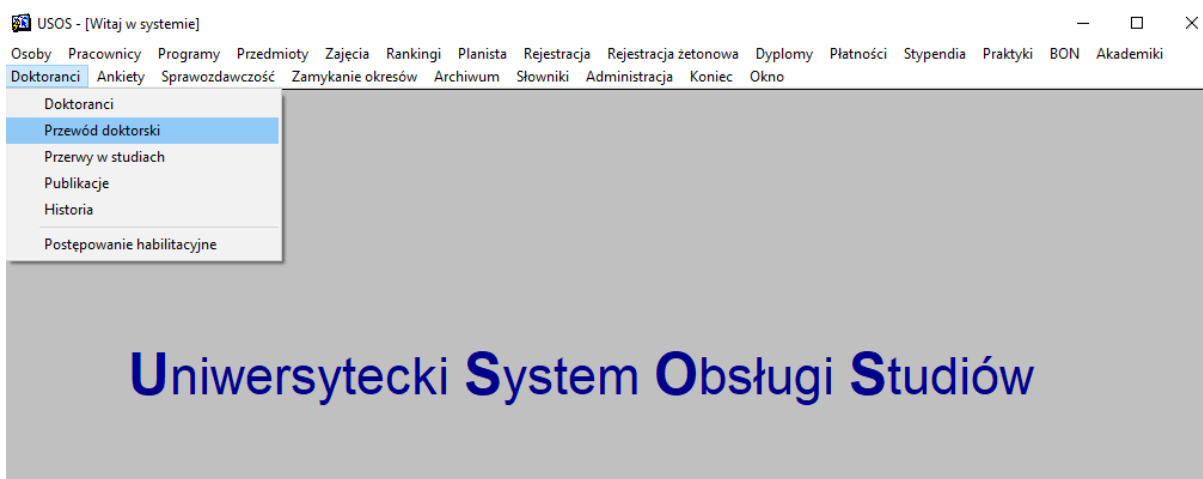 USOS - [Witaj w systemie]
Osoby Pracownicy Programy Przedmioty Zajęcia Rankingi Planista Rejestracja Rejestracja żetonowa Dyplomy Płatności Stypendia Praktyki BON Akademiki
Doktoranci Ankiety Sprawozdawczość Zamykanie okresów Archiwum Słowniki Administracja Koniec Okno
Doktoranci
Przewód doktorski
Przerwy w studiach
Publikacje
Historia
Postępowanie habilitacyjne
Uniwersytecki System Obsługi Studiów